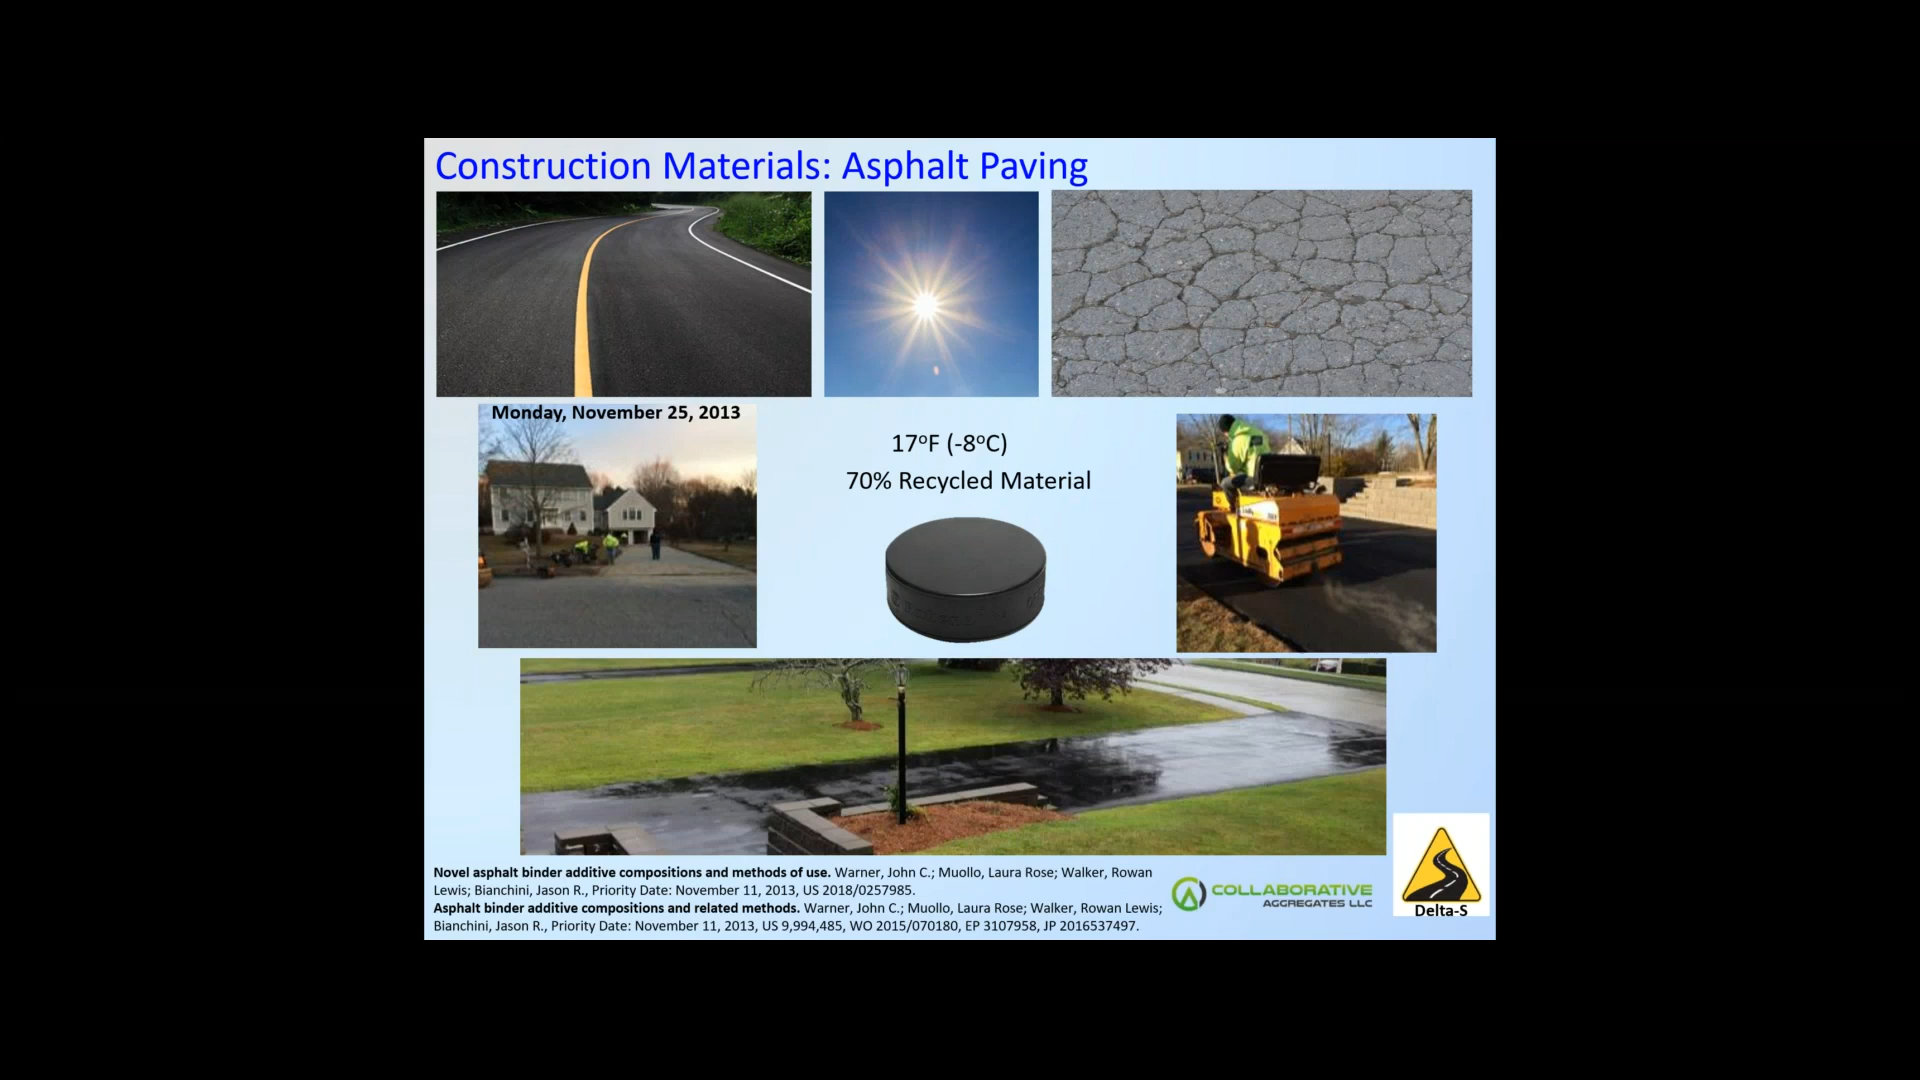 Construction Materials: Asphalt Paving
Monday, November 25, 2013
17ºF (-8ºC)
70% Recycled Material
Novel asphalt binder additive compositions and methods of use. Warner, John C.; Muollo, Laura Rose; Walker, Rowan
Lewis; Bianchini, Jason R., Priority Date: November 11, 2013, US 2018/0257985.
Asphalt binder additive compositions and related methods. Warner, John C.; Muollo, Laura Rose; Walker, Rowan Lewis;
Bianchini, Jason R., Priority Date: November 11, 2013, US 9,994,485, WO 2015/070180, EP 3107958, JP 2016537497.
COLLABORATIVE
AGGREGATES LLC
Delta-S